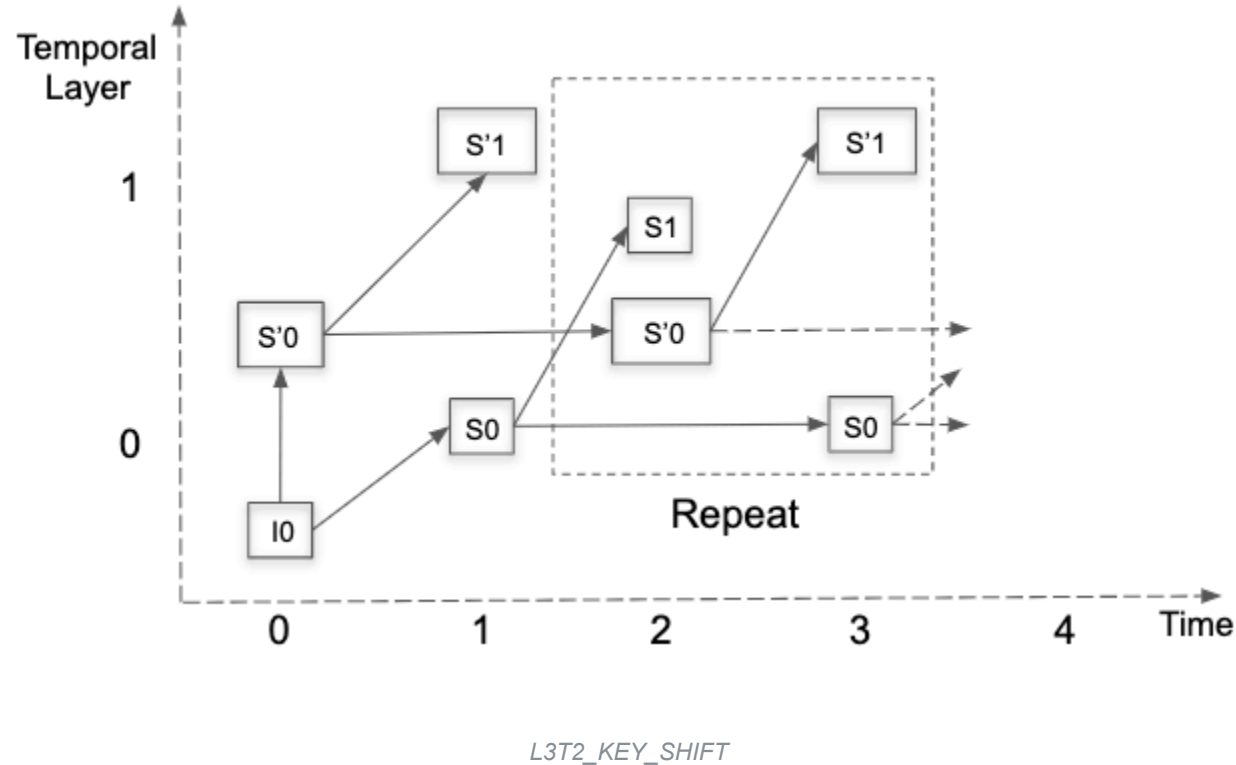 Temporal
Layer
1
0
S’1
S’1
S1
S’0
S’0
S0
S0
I0
Repeat
0
1
2
3
4
Time
L3T2_KEY_SHIFT